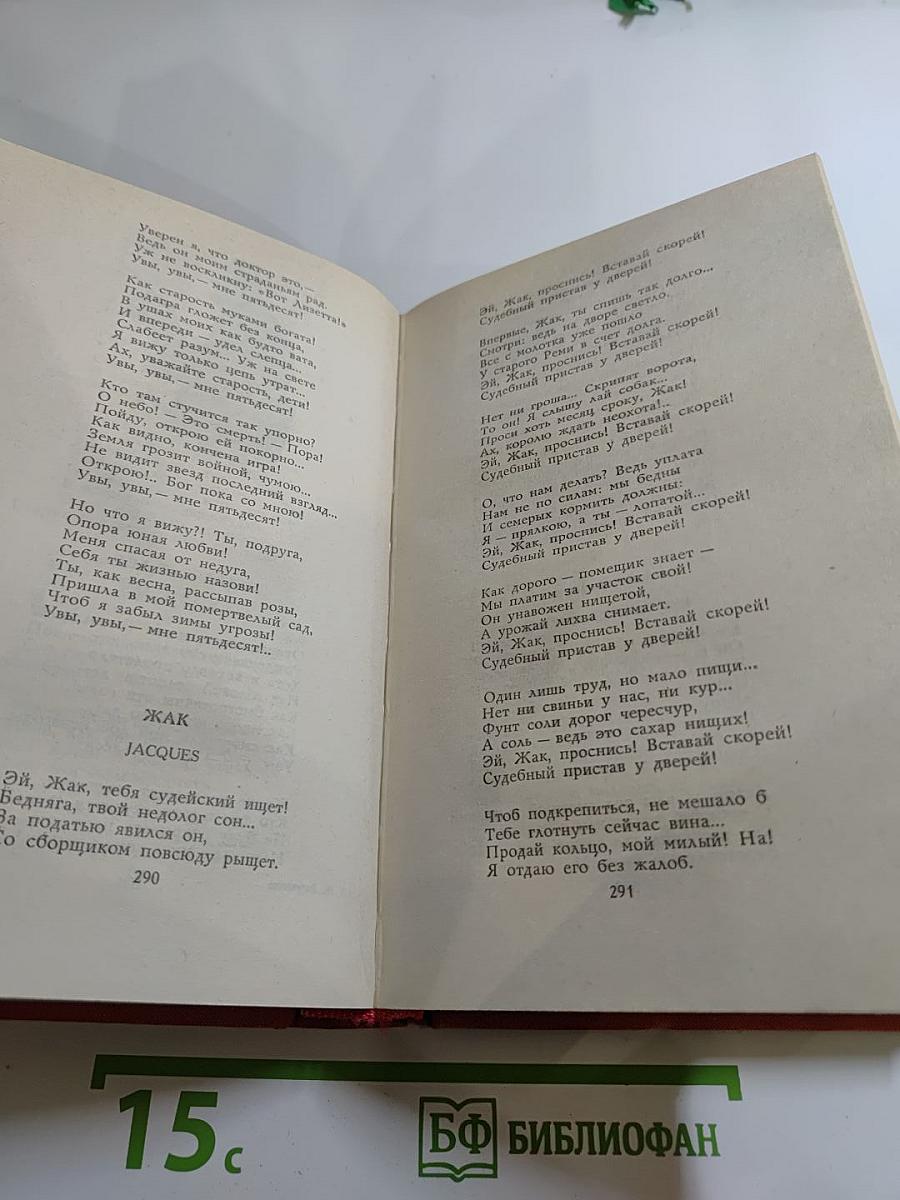 Уверен я, что доктор это,—
Ведь он моим страданьям рад.
Уж не воскликну: «Вот Лизетта!»
Увы, увы,— мне пятьдесят!
Как старость муками богата!
Подагра гложет без конца,
В ушах моих как будто вата,
И впереди — удел слепца...
Слабеет разум... Уж на свете
Я вижу только цепь утрат...
Ах, уважайте старость, дети!
Увы, увы,— мне пятьдесят!
Кто там стучится так упорно?
О небо! — Это смерть! — Пора!
Пойду, открою ей покорно...
Как видно, кончена игра!
Земля грозит войной, чумою...
Не видит звезд последний взгляд...
Открою!.. Бог пока со мною!
Увы, увы,— мне пятьдесят!
Но что я вижу?! Ты, подруга,
Опора юная любви!
Меня спасая от недуга,
Себя ты жизнью назови!
Ты, как весна, рассыпав розы,
Пришла в мой помертвелый сад,
Чтоб я забыл зимы угрозы!
Увы, увы,— мне пятьдесят!..
ЖАК
JACQUES
Эй, Жак, тебя судейский ищет!
Бедняга, твой недолог сон...
За податью явился он,
Со сборщиком повсюду рыщет.
290
Эй, Жак, проснись! Вставай скорей!
Судебный пристав у дверей!
Впервые, Жак, ты спишь так долго...
Смотри: ведь на дворе светло.
Все с молотка уже пошло
У старого Реми в счет долга.
Эй, Жак, проснись! Вставай скорей!
Судебный пристав у дверей!
Нет ни гроша... Скрипят ворота,
То он! Я слышу лай собак...
Проси хоть месяц сроку, Жак!
Ах, королю ждать неохота!..
Эй, Жак, проснись! Вставай скорей!
Судебный пристав у дверей!
О, что нам делать? Ведь уплата
Нам не по силам: мы бедны
И семерых кормить должны:
Я — прялкою, а ты — лопатой...
Эй, Жак, проснись! Вставай скорей!
Судебный пристав у дверей!
Как дорого — помещик знает —
Мы платим за участок свой!
Он унавожен нищетой,
А урожай лихва снимает.
Эй, Жак, проснись! Вставай скорей!
Судебный пристав у дверей!
Один лишь труд, но мало пищи...
Нет ни свиньи у нас, ни кур...
Фунт соли дорог чересчур,
А соль — ведь это сахар нищих!
Эй, Жак, проснись! Вставай скорей!
Судебный пристав у дверей!
Чтоб подкрепиться, не мешало б
Тебе глотнуть сейчас вина...
Продай кольцо, мой милый! На!
Я отдаю его без жалоб.
291
15 с
БФ БИБЛИОФАН